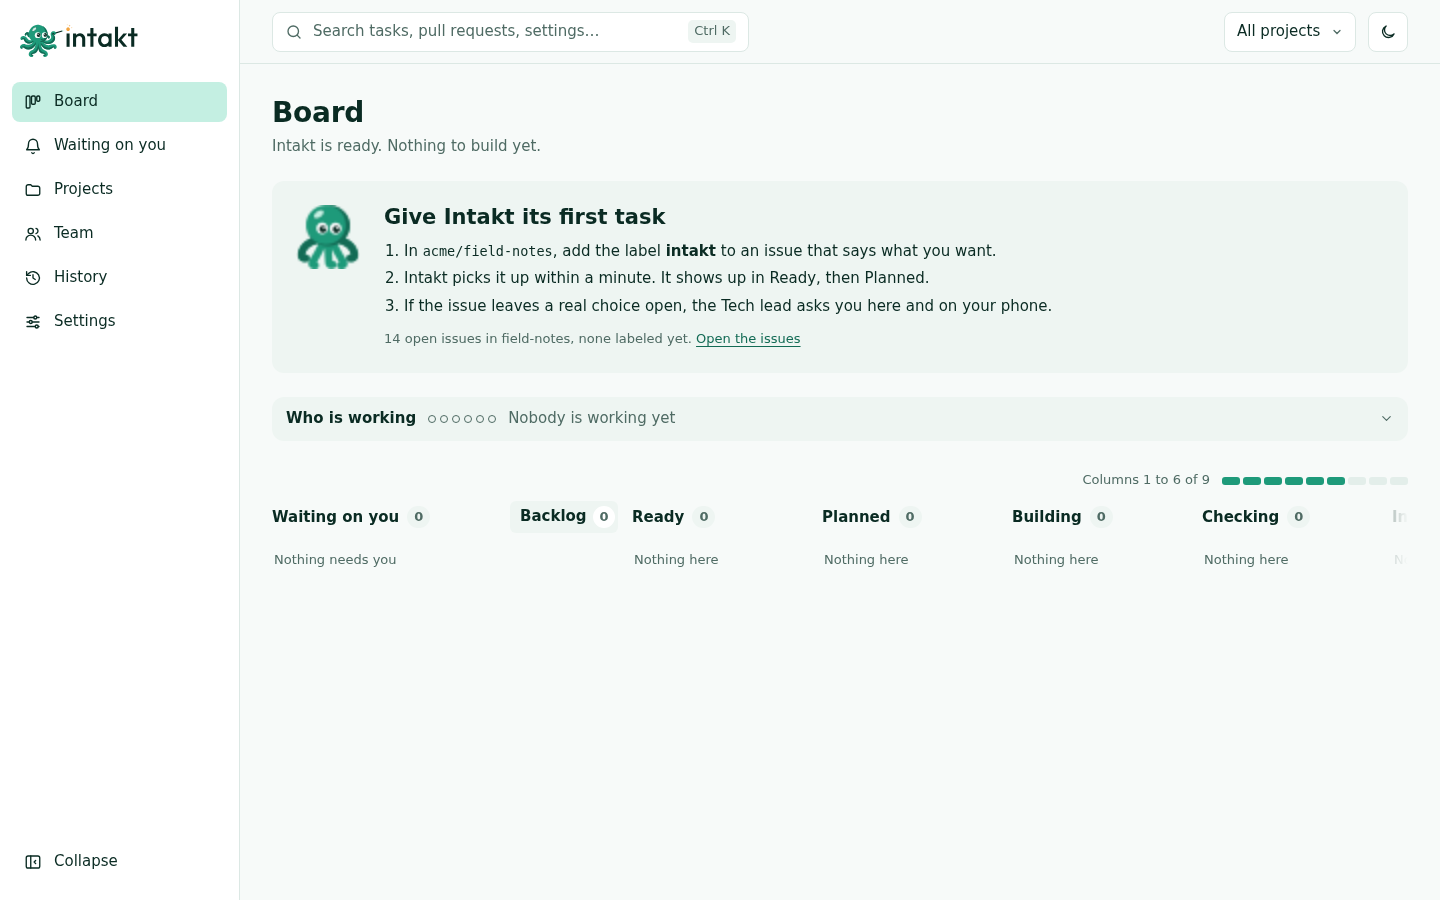 intakt
Search tasks, pull requests, settings... Ctrl K
All projects
Board
Waiting on you
Projects
Team
History
Settings
Collapse
Board
Intakt is ready. Nothing to build yet.
Give Intakt its first task
1. In acme/field-notes, add the label intakt to an issue that says what you want.
2. Intakt picks it up within a minute. It shows up in Ready, then Planned.
3. If the issue leaves a real choice open, the Tech lead asks you here and on your phone.
14 open issues in field-notes, none labeled yet. Open the issues
Who is working Nobody is working yet
Columns 1 to 6 of 9
Waiting on you 0 Backlog 0 Ready 0 Planned 0 Building 0 Checking 0
Nothing needs you Nothing here Nothing here Nothing here Nothing here